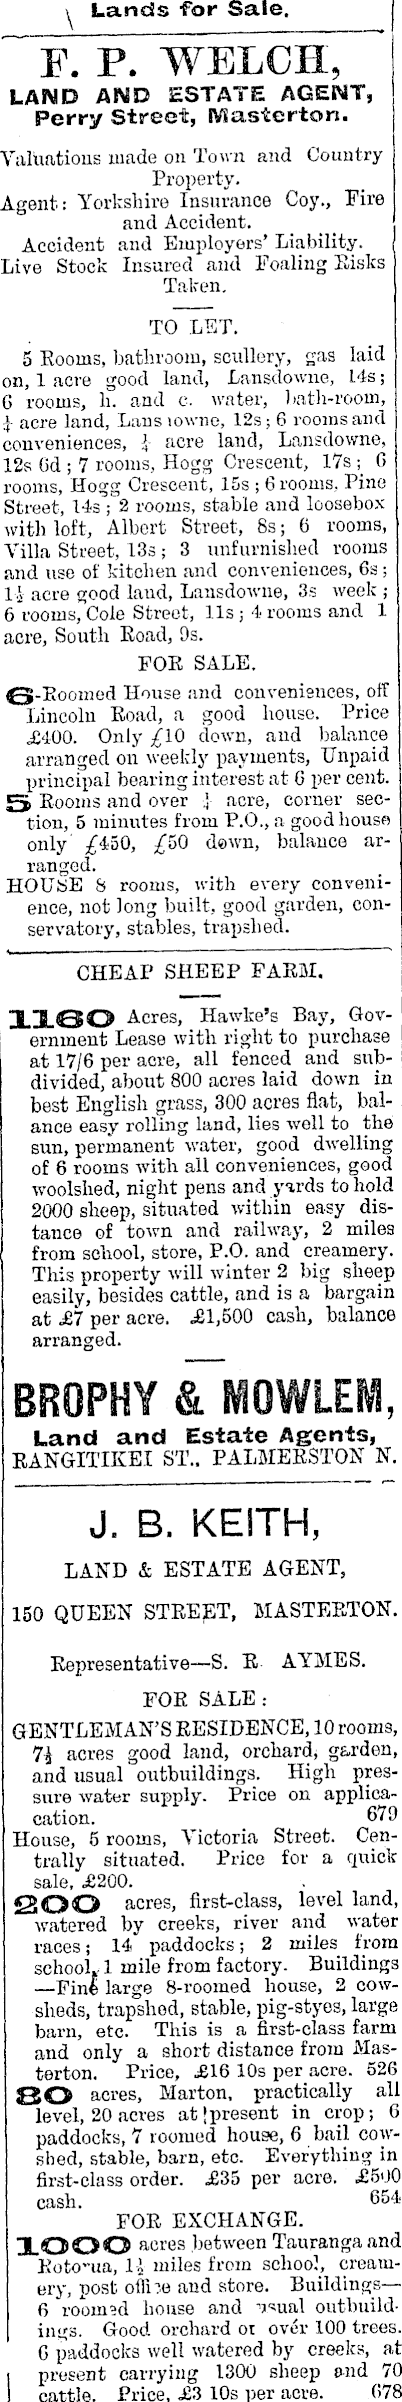 Lands for Sale.
F. P. WELCH,
LAND AND ESTATE AGENT,
Perry Street, Masterton.
Valuations made on Town and Country
Property.
Agent: Yorkshire Insurance Coy., Fire
and Accident.
Accident and Employers' Liability.
Live Stock Insured and Foaling Risks
Taken.
TO LET.
5 Rooms, bathroom, scullery, gas laid
on, 1 acre good land, Lansdowne, 14s;
6 rooms, h. and c. water, bath-room,
¼ acre land, Lansdowne, 12s; 6 rooms and
conveniences, ¼ acre land, Lansdowne,
12s 6d; 7 rooms, Hogg Crescent, 17s; 6
rooms, Hogg Crescent, 15s; 6 rooms, Pine
Street, 14s; 2 rooms, stable and loosebox
with loft, Albert Street, 8s; 6 rooms,
Villa Street, 13s; 3 unfurnished rooms
and use of kitchen and conveniences, 6s;
1½ acre good land, Lansdowne, 3s week;
6 rooms, Cole Street, 11s; 4 rooms and 1
acre, South Road, 9s.
FOR SALE.
6-Roomed House and conveniences, off
Lincoln Road, a good house. Price
£400. Only £10 down, and balance
arranged on weekly payments, Unpaid
principal bearing interest at 6 per cent.
5 Rooms and over ¼ acre, corner sec-
tion, 5 minutes from P.O., a good house
only £450, £50 down, balance ar-
ranged.
HOUSE 8 rooms, with every conveni-
ence, not long built, good garden, con-
servatory, stables, trapshed.
CHEAP SHEEP FARM.
1160 Acres, Hawke's Bay, Gov-
ernment Lease with right to purchase
at 17/6 per acre, all fenced and sub-
divided, about 800 acres laid down in
best English grass, 300 acres flat, bal-
ance easy rolling land, lies well to the
sun, permanent water, good dwelling
of 6 rooms with all conveniences, good
woolshed, night pens and yards to hold
2000 sheep, situated within easy dis-
tance of town and railway, 2 miles
from school, store, P.O. and creamery.
This property will winter 2 big sheep
easily, besides cattle, and is a bargain
at £7 per acre. £1,500 cash, balance
arranged.
BROPHY & MOWLEM,
Land and Estate Agents,
RANGITIKEI ST., PALMERSTON N.
J. B. KEITH,
LAND & ESTATE AGENT,
150 QUEEN STREET, MASTERTON.
Representative—S. R. AYMES.
FOR SALE:
GENTLEMAN'S RESIDENCE, 10 rooms,
7½ acres good land, orchard, garden,
and usual outbuildings. High pres-
sure water supply. Price on applica-
cation. 679
House, 5 rooms, Victoria Street. Cen-
trally situated. Price for a quick
sale, £200.
200 acres, first-class, level land,
watered by creeks, river and water
races; 14 paddocks; 2 miles from
school, 1 mile from factory. Buildings
—Fine large 8-roomed house, 2 cow-
sheds, trapshed, stable, pig-styes, large
barn, etc. This is a first-class farm
and only a short distance from Mas-
terton. Price, £16 10s per acre. 526
80 acres, Marton, practically all
level, 20 acres at present in crop; 6
paddocks, 7 roomed house, 6 bail cow-
shed, stable, barn, etc. Everything in
first-class order. £35 per acre. £500
cash. 654
FOR EXCHANGE.
1000 acres between Tauranga and
Rotorua, 1½ miles from school, cream-
ery, post office and store. Buildings—
6 roomed house and usual outbuild-
ings. Good orchard of over 100 trees.
6 paddocks well watered by creeks, at
present carrying 1300 sheep and 70
cattle. Price, £3 10s per acre. 678